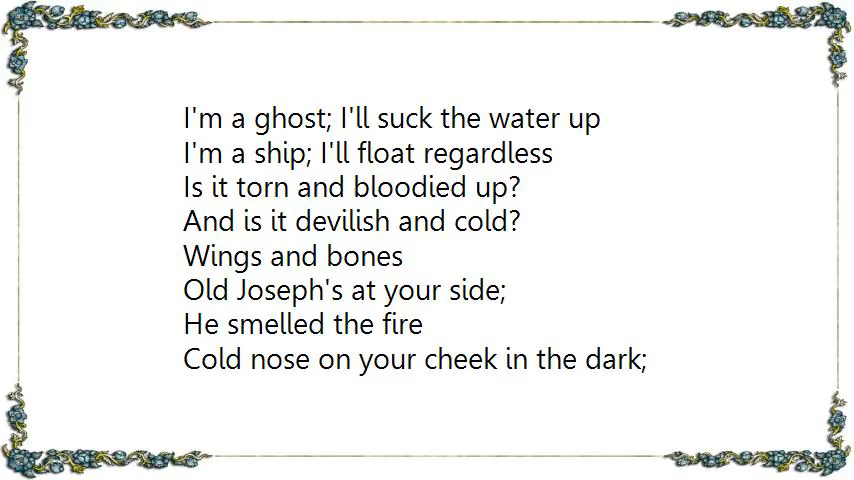 I'm a ghost; I'll suck the water up
I'm a ship; I'll float regardless
Is it torn and bloodied up?
And is it devilish and cold?
Wings and bones
Old Joseph's at your side;
He smelled the fire
Cold nose on your cheek in the dark;